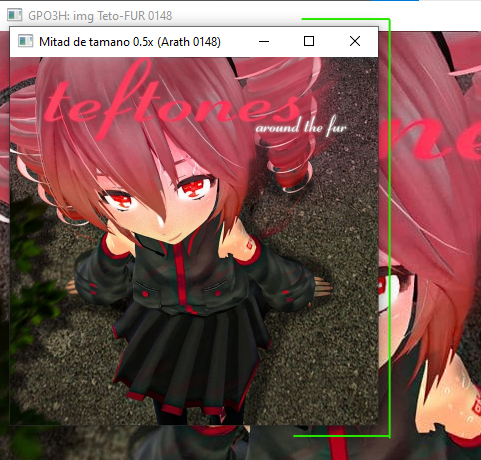 GPO3H: img Teto-FUR 0148
Mitad de tamano 0.5x (Arath 0148)
teftones
around the fur
ne